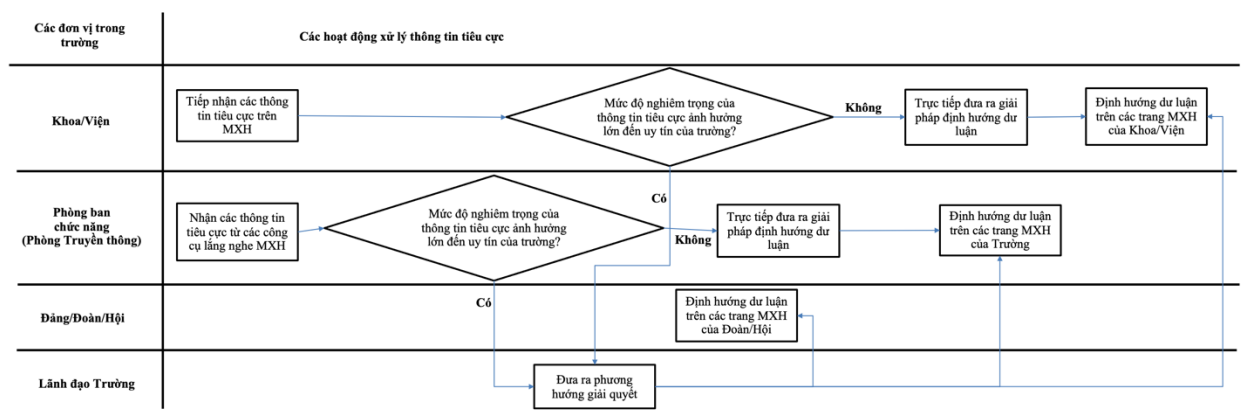 Các đơn vị trong
trường
Các hoạt động xử lý thông tin tiêu cực
Khoa/Viện
Tiếp nhận các thông
tin tiêu cực trên
MXH
Mức độ nghiêm trọng của
thông tin tiêu cực ảnh hưởng
lớn đến uy tín của trường?
Không
Trực tiếp đưa ra giải
pháp định hướng dư
luận
Định hướng dư luận
trên các trang MXH
của Khoa/Viện
Có
Phòng ban
chức năng
(Phòng Truyền thông)
Nhận các thông tin
tiêu cực từ các công
cụ lắng nghe MXH
Mức độ nghiêm trọng của
thông tin tiêu cực ảnh hưởng
lớn đến uy tín của trường?
Không
Trực tiếp đưa ra giải
pháp định hướng dư
luận
Định hướng dư luận
trên các trang MXH
của Trường
Có
Đảng/Đoàn/Hội
Định hướng dư luận
trên các trang MXH
của Đoàn/Hội
Lãnh đạo Trường
Đưa ra phương
hướng giải quyết